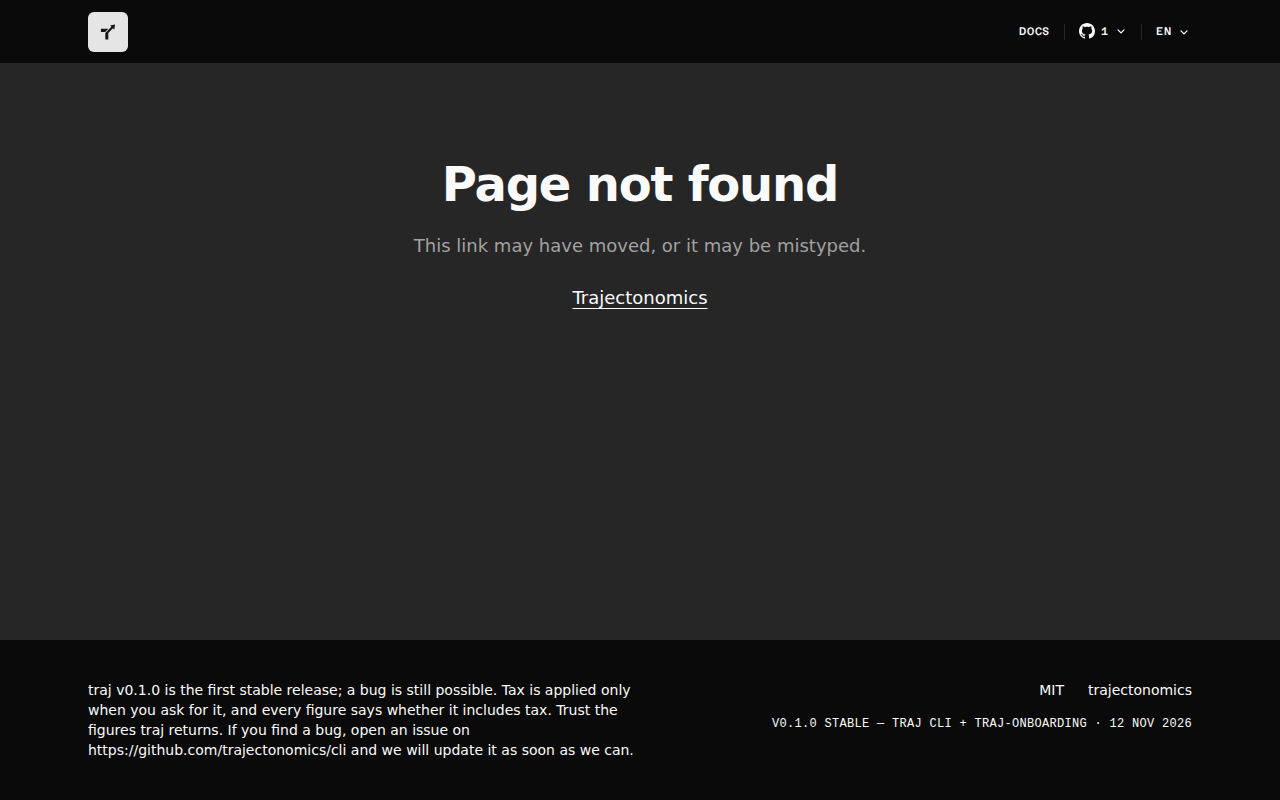 DOCS
1
EN
Page not found
This link may have moved, or it may be mistyped.
Trajectonomics
traj v0.1.0 is the first stable release; a bug is still possible. Tax is applied only
when you ask for it, and every figure says whether it includes tax. Trust the
figures traj returns. If you find a bug, open an issue on
https://github.com/trajectonomics/cli and we will update it as soon as we can.
MIT trajectonomics
V0.1.0 STABLE — TRAJ CLI + TRAJ-ONBOARDING · 12 NOV 2026